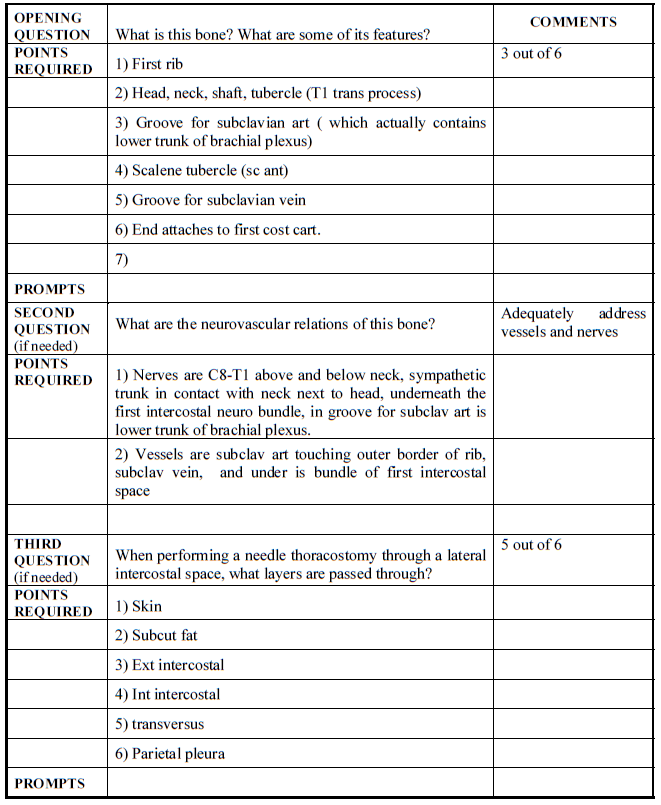 OPENING QUESTION
What is this bone? What are some of its features?
COMMENTS
POINTS REQUIRED
1) First rib
3 out of 6
2) Head, neck, shaft, tubercle (T1 trans process)
3) Groove for subclavian art ( which actually contains
lower trunk of brachial plexus)
4) Scalene tubercle (sc ant)
5) Groove for subclavian vein
6) End attaches to first cost cart.
7)
PROMPTS
SECOND
QUESTION
(if needed)
What are the neurovascular relations of this bone?
Adequately address
vessels and nerves
POINTS
REQUIRED
1) Nerves are C8-T1 above and below neck, sympathetic
trunk in contact with neck next to head, underneath the
first intercostal neuro bundle, in groove for subclav art is
lower trunk of brachial plexus.
2) Vessels are subclav art touching outer border of rib,
subclav vein, and under is bundle of first intercostal
space
THIRD
QUESTION
(if needed)
When performing a needle thoracostomy through a lateral
intercostal space, what layers are passed through?
5 out of 6
POINTS
REQUIRED
1) Skin
2) Subcut fat
3) Ext intercostal
4) Int intercostal
5) transversus
6) Parietal pleura
PROMPTS